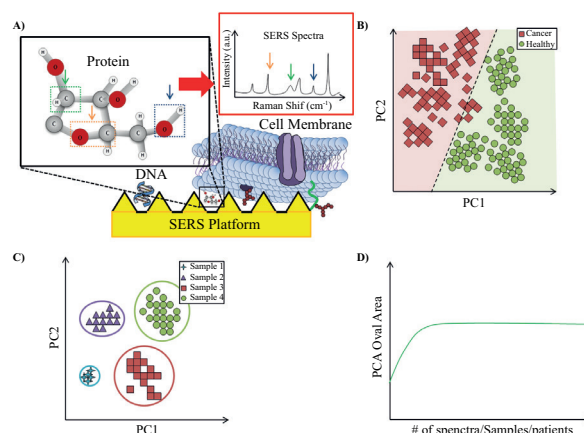 A)
Protein
H
H
O
H
H
C
C
O
H
H
C
C
O
C
H
H
O
H
H
SERS Spectra
Intensity (a.u.)
Raman Shif (cm⁻¹)
Cell Membrane
DNA
SERS Platform
B)
Cancer
Healthy
PC2
PC1
C)
Sample 1
Sample 2
Sample 3
Sample 4
PC2
PC1
D)
PCA Oval Area
# of spenctra/Samples/patients